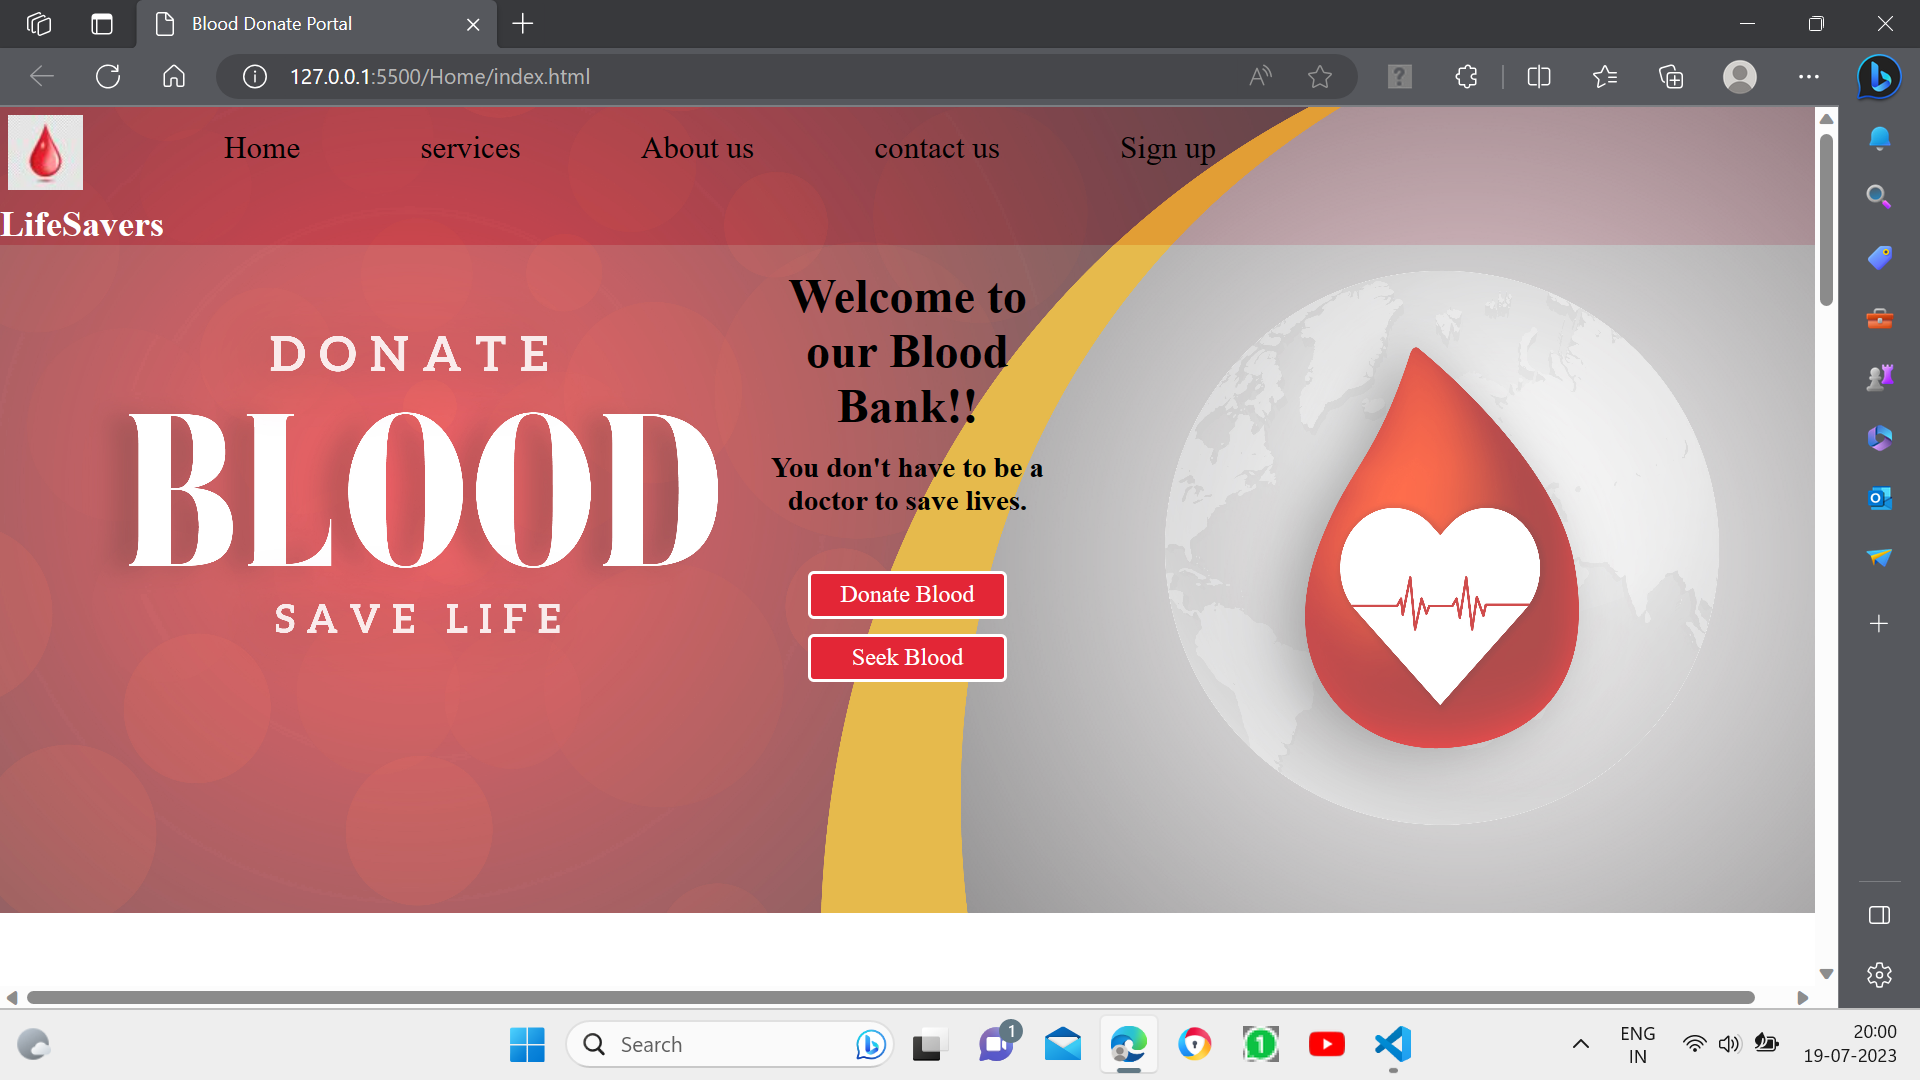 Blood Donate Portal
127.0.0.1:5500/Home/index.html
Home services About us contact us Sign up
LifeSavers
Welcome to
our Blood
Bank!!
You don't have to be a
doctor to save lives.
Donate Blood
Seek Blood
DONATE
BLOOD
SAVE LIFE
Search
1
1
ENG
IN
20:00
19-07-2023